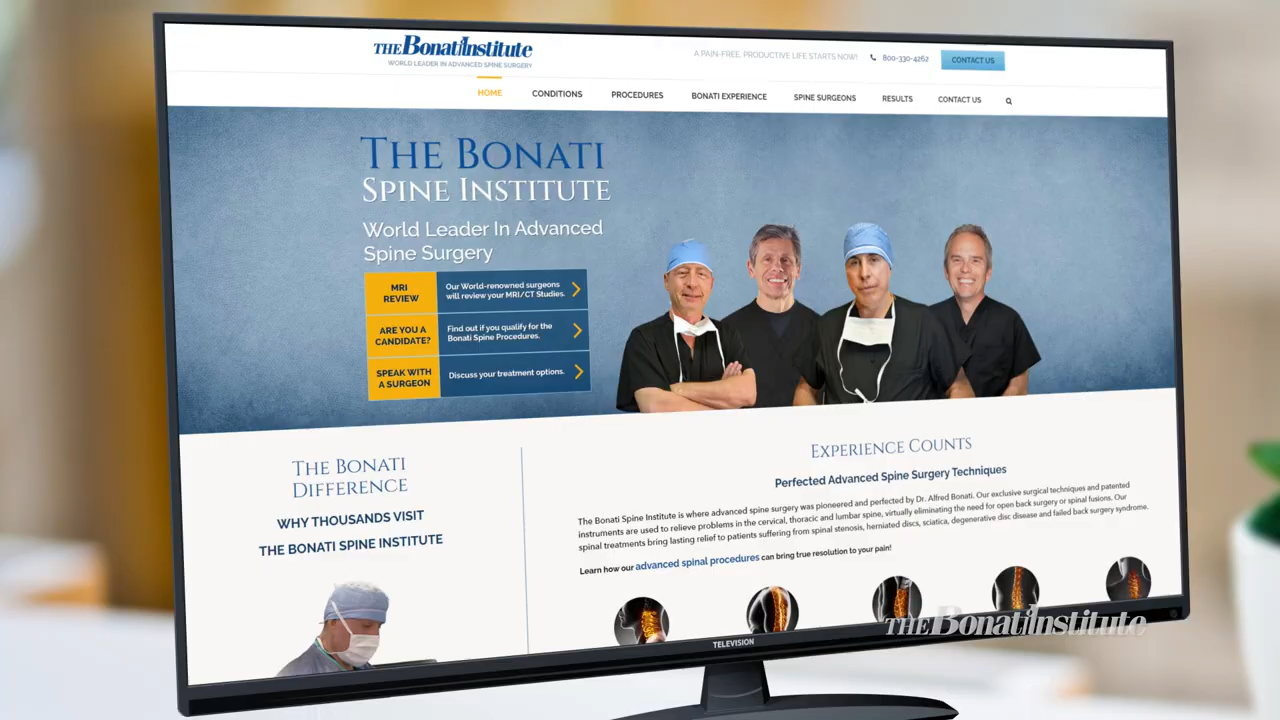 THE Bonati Institute
WORLD LEADER IN ADVANCED SPINE SURGERY
A PAIN-FREE, PRODUCTIVE LIFE STARTS NOW!
800-330-4262
CONTACT US
HOME
CONDITIONS
PROCEDURES
BONATI EXPERIENCE
SPINE SURGEONS
RESULTS
CONTACT US
THE BONATI
SPINE INSTITUTE
World Leader In Advanced
Spine Surgery
MRI
REVIEW
Our World-renowned surgeons
will review your MRI/CT Studies.
ARE YOU A
CANDIDATE?
Find out if you qualify for the
Bonati Spine Procedures.
SPEAK WITH
A SURGEON
Discuss your treatment options.
THE BONATI
DIFFERENCE
WHY THOUSANDS VISIT
THE BONATI SPINE INSTITUTE
EXPERIENCE COUNTS
Perfected Advanced Spine Surgery Techniques
The Bonati Spine Institute is where advanced spine surgery was pioneered and perfected by Dr. Alfred Bonati. Our exclusive surgical techniques and patented
instruments are used to relieve problems in the cervical, thoracic and lumbar spine, virtually eliminating the need for open back surgery or spinal fusions. Our
spinal treatments bring lasting relief to patients suffering from spinal stenosis, herniated discs, sciatica, degenerative disc disease and failed back surgery syndrome.
Learn how our advanced spinal procedures can bring true resolution to your pain!
TELEVISION
THE Bonati Institute